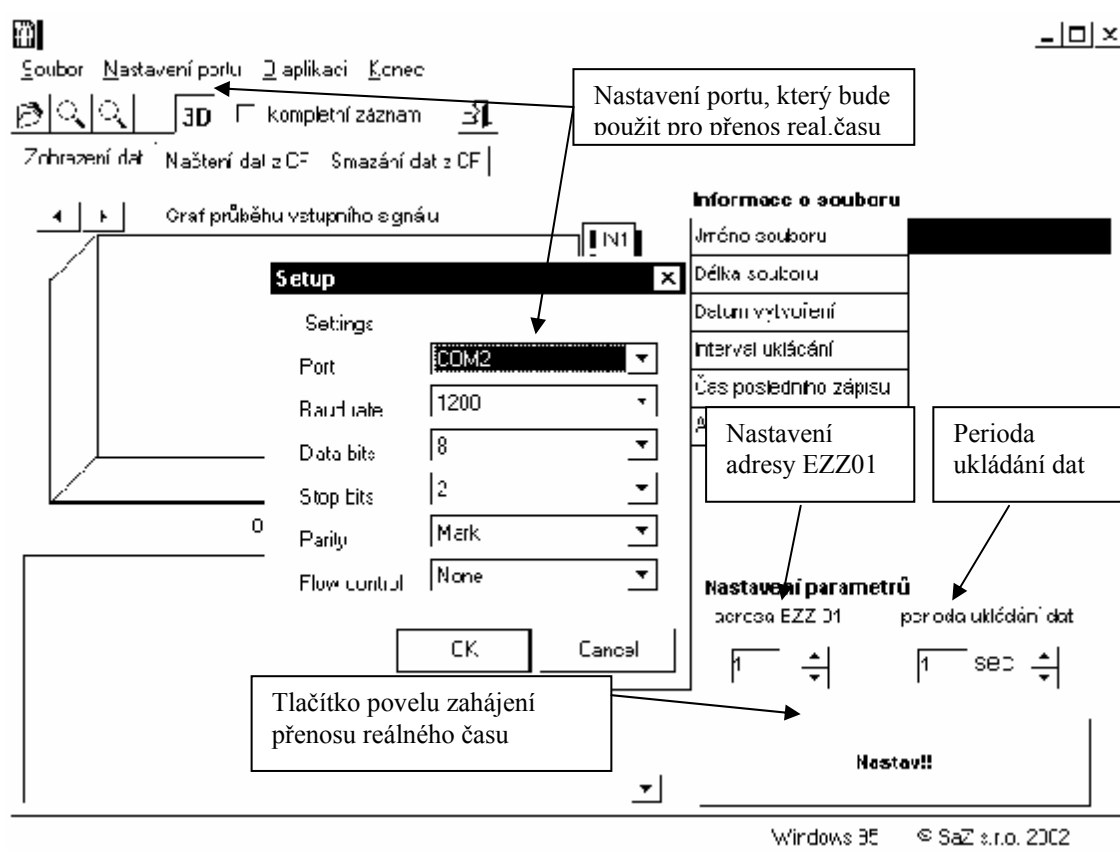 Soubor Nastavení portu O aplikaci Konec
3D kompletní záznam
Nastavení portu, který bude
použit pro přenos real.času
Zobrazení dat Načtení dat z CF Smazání dat z CF
Graf průběhu vstupního signálu
IN1
Informace o souboru
Jméno souboru
Délka souboru
Datum vytvoření
Interval ukládání
Čas posledního zápisu
Setup
Settings
Port COM2
Baud rate 1200
Data bits 8
Stop bits 2
Parity Mark
Flow control None
OK Cancel
0
Nastavení
adresy EZZ01
Perioda
ukládání dat
Nastavení parametrů
adresa EZZ 01 perioda ukládání dat
1 1 sec
Tlačítko povelu zahájení
přenosu reálného času
Nastav!!
Windows 95 © SaZ s.r.o. 2002